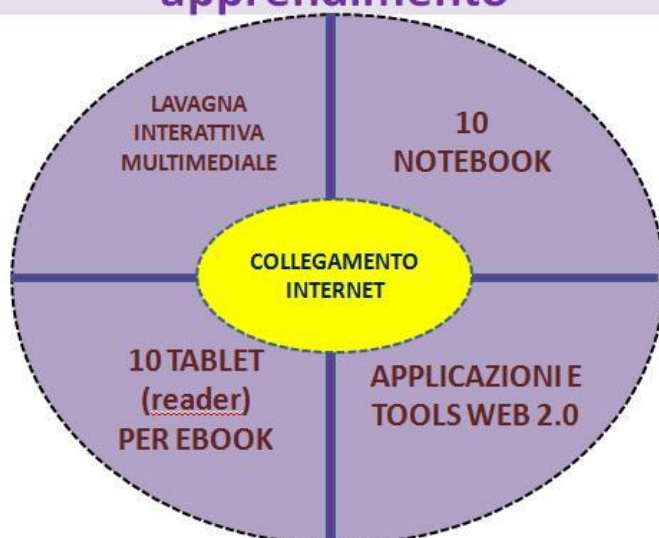 apprendimento
LAVAGNA
INTERATTIVA
MULTIMEDIALE
10
NOTEBOOK
COLLEGAMENTO
INTERNET
10 TABLET
(reader)
PER EBOOK
APPLICAZIONI E
TOOLS WEB 2.0